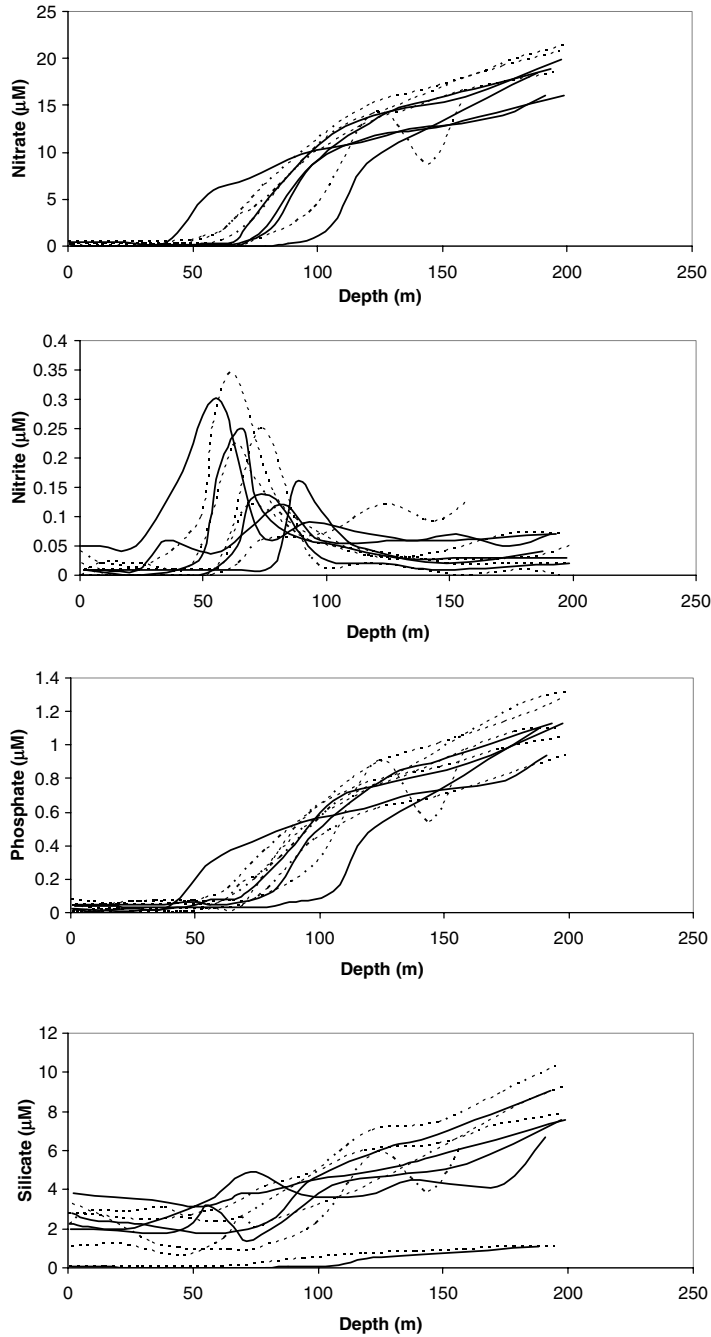 25
20
15
10
5
0
Nitrate (μM)
0 50 100 150 200 250
Depth (m)
0.4
0.35
0.3
0.25
0.2
0.15
0.1
0.05
0
Nitrite (μM)
0 50 100 150 200 250
Depth (m)
1.4
1.2
1
0.8
0.6
0.4
0.2
0
Phosphate (μM)
0 50 100 150 200 250
Depth (m)
12
10
8
6
4
2
0
Silicate (μM)
0 50 100 150 200 250
Depth (m)